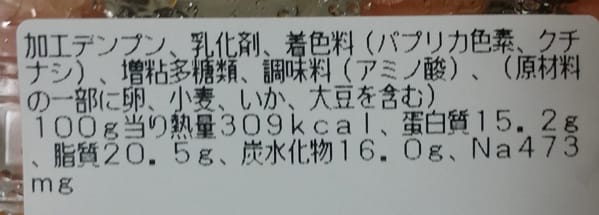 加工デンプン、乳化剤、着色料（パプリカ色素、クチ
ナシ）、増粘多糖類、調味料（アミノ酸）、（原材料
の一部に卵、小麦、いか、大豆を含む）
１００ｇ当り熱量３０９ｋｃａｌ、蛋白質１５．２ｇ
、脂質２０．５ｇ、炭水化物１６．０ｇ、Ｎａ４７３
ｍｇ